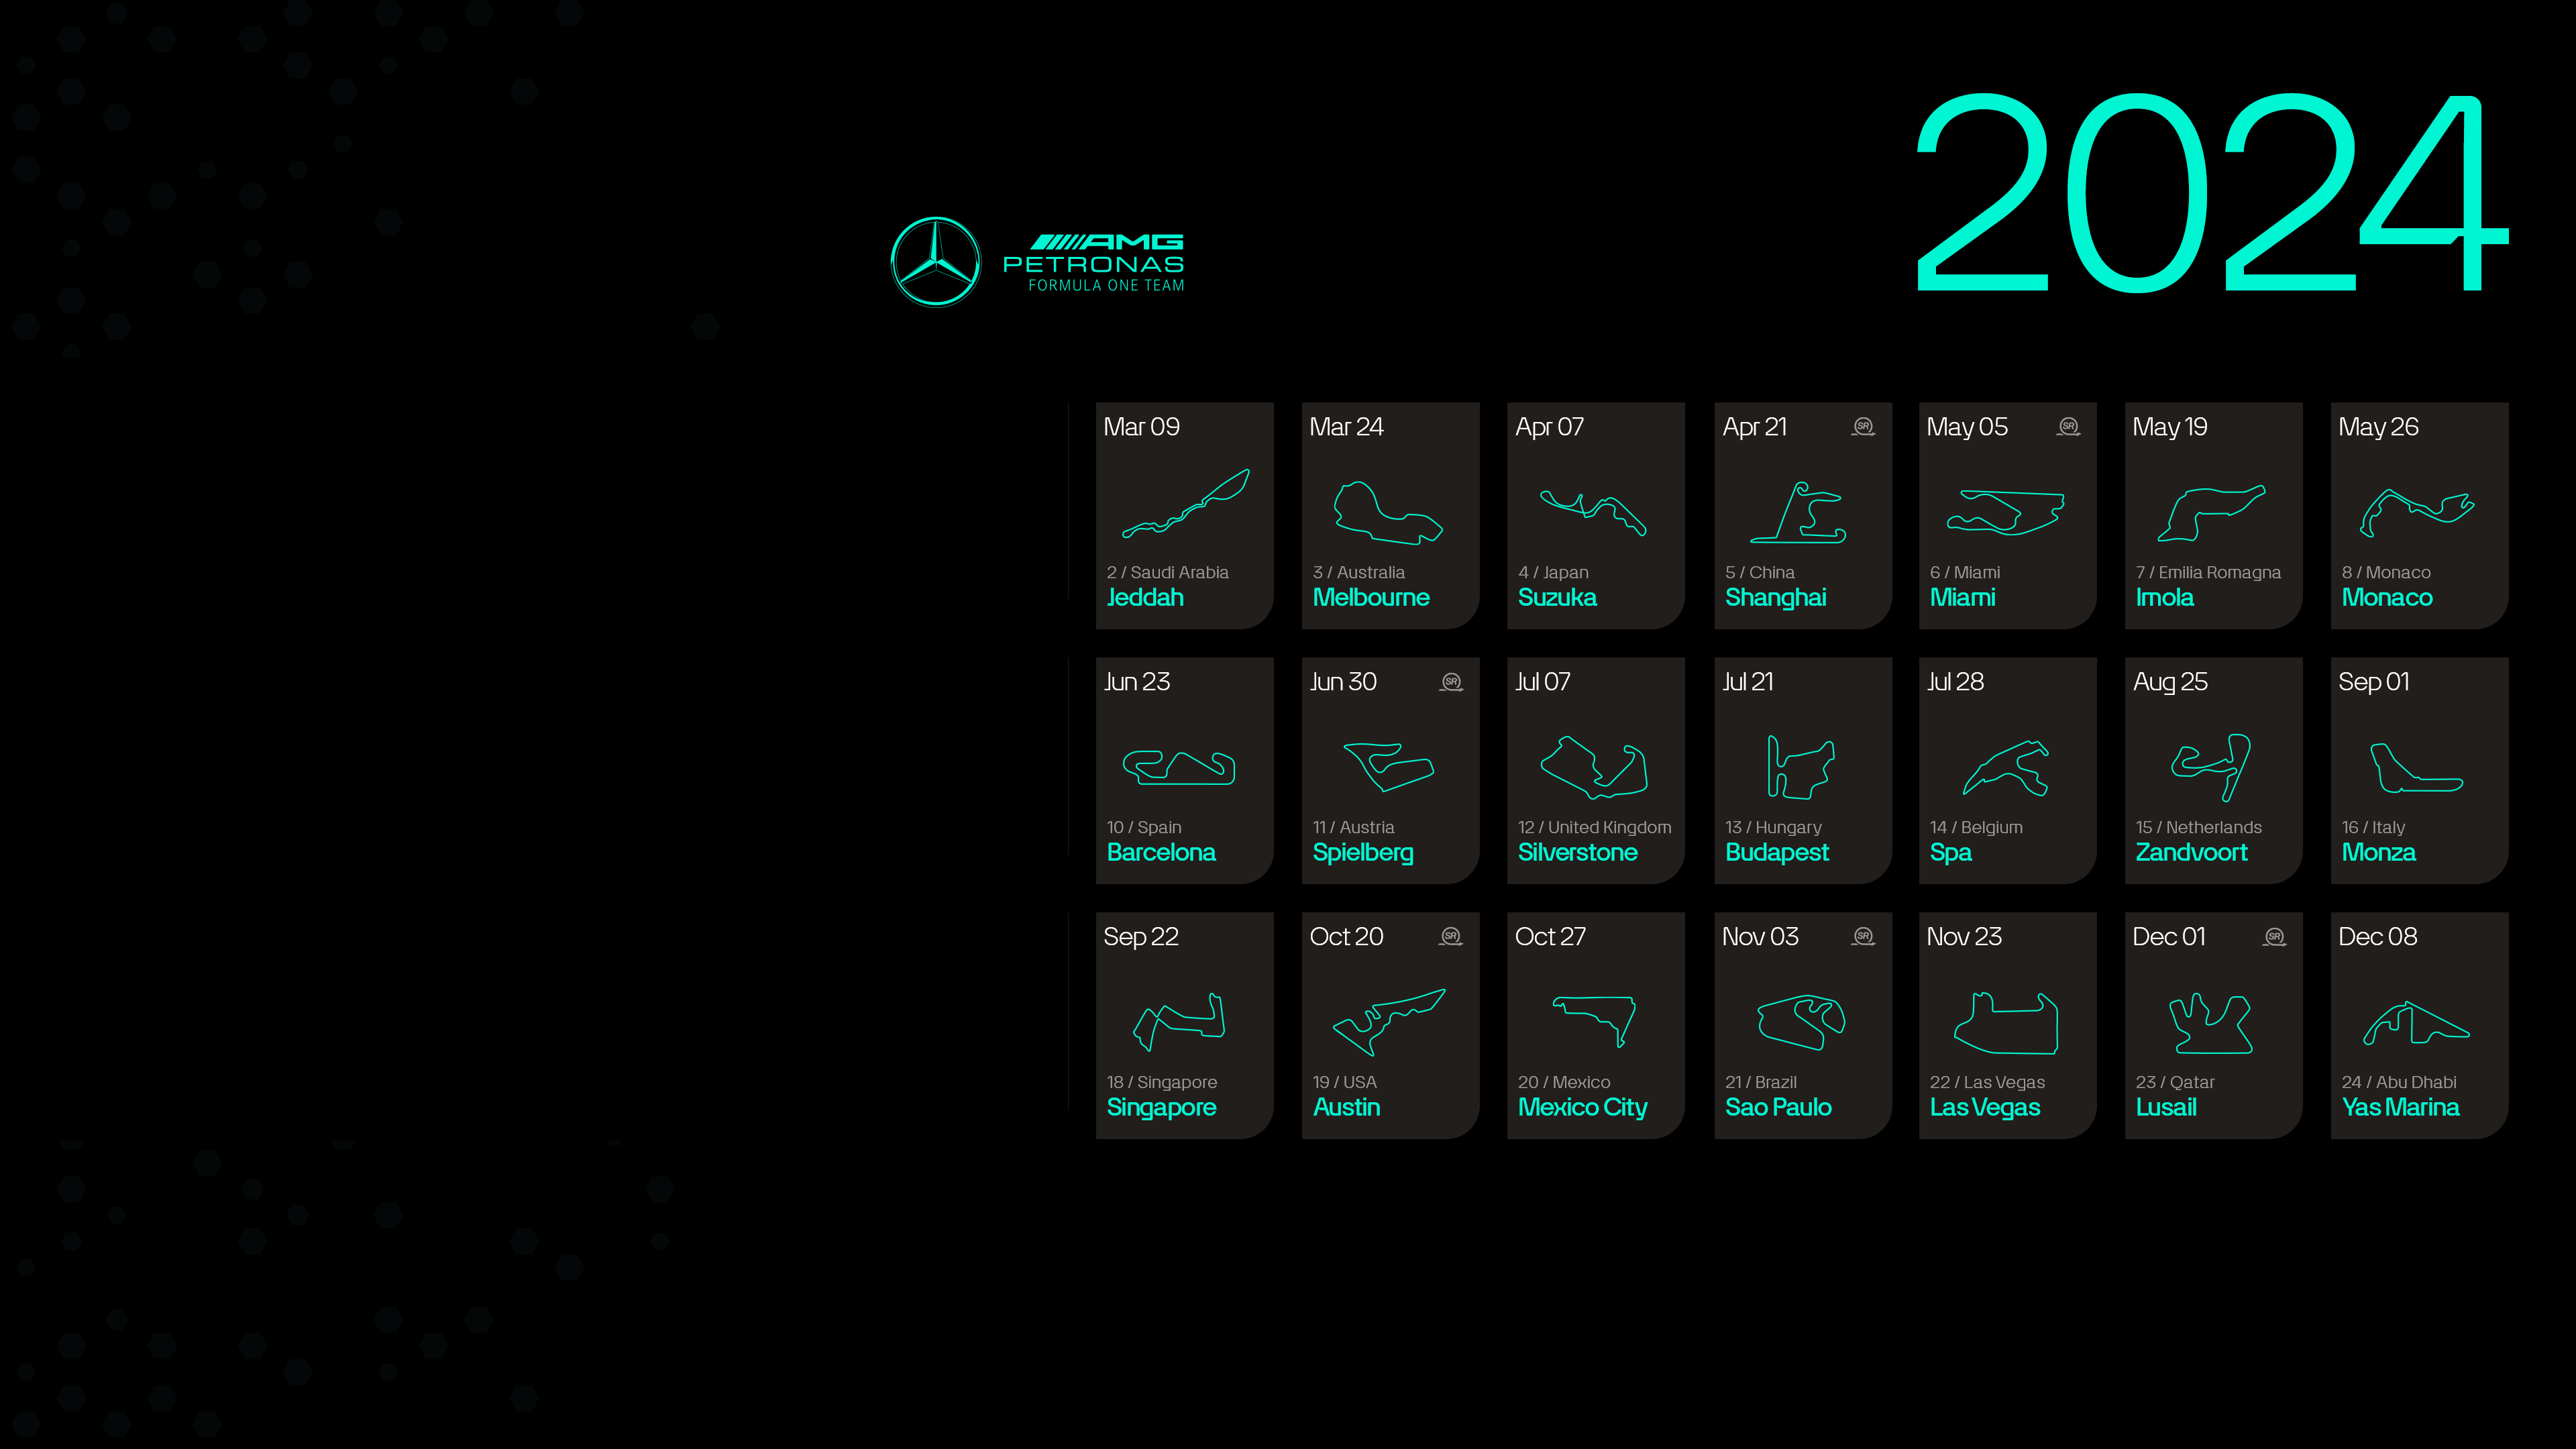 2024
AMG
PETRONAS
FORMULA ONE TEAM
Mar 09
2 / Saudi Arabia
Jeddah
Mar 24
3 / Australia
Melbourne
Apr 07
4 / Japan
Suzuka
Apr 21
SR
5 / China
Shanghai
May 05
SR
6 / Miami
Miami
May 19
7 / Emilia Romagna
Imola
May 26
8 / Monaco
Monaco
Jun 23
10 / Spain
Barcelona
Jun 30
SR
11 / Austria
Spielberg
Jul 07
12 / United Kingdom
Silverstone
Jul 21
13 / Hungary
Budapest
Jul 28
14 / Belgium
Spa
Aug 25
15 / Netherlands
Zandvoort
Sep 01
16 / Italy
Monza
Sep 22
18 / Singapore
Singapore
Oct 20
SR
19 / USA
Austin
Oct 27
20 / Mexico
Mexico City
Nov 03
SR
21 / Brazil
Sao Paulo
Nov 23
22 / Las Vegas
Las Vegas
Dec 01
SR
23 / Qatar
Lusail
Dec 08
24 / Abu Dhabi
Yas Marina